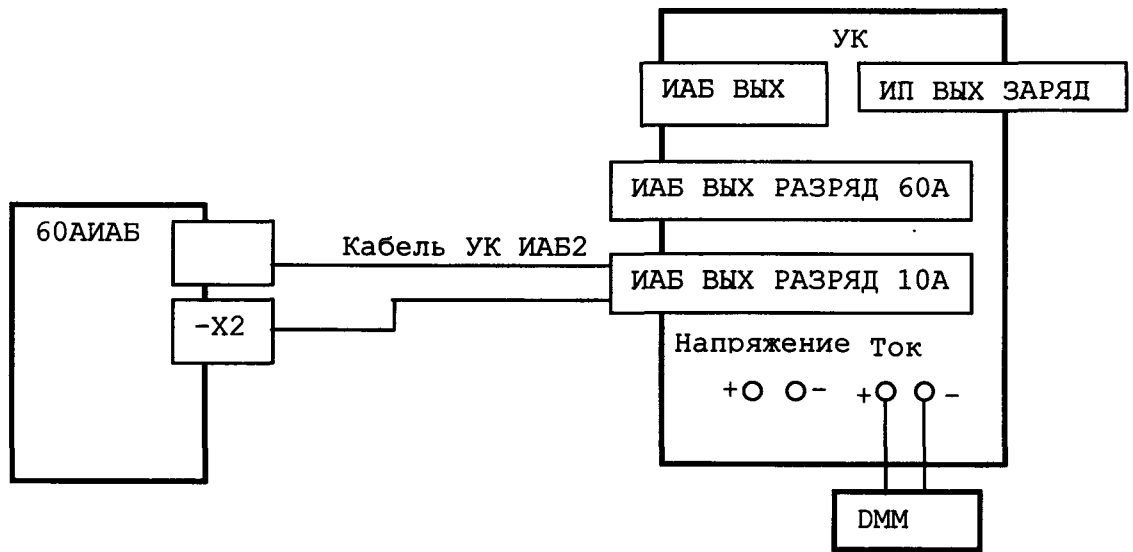 УК
ИАБ ВЫХ
ИП ВЫХ ЗАРЯД
ИАБ ВЫХ РАЗРЯД 60А
60АИАБ
Кабель УК ИАБ2
ИАБ ВЫХ РАЗРЯД 10А
-X2
Напряжение Ток
+ - + -
DMM